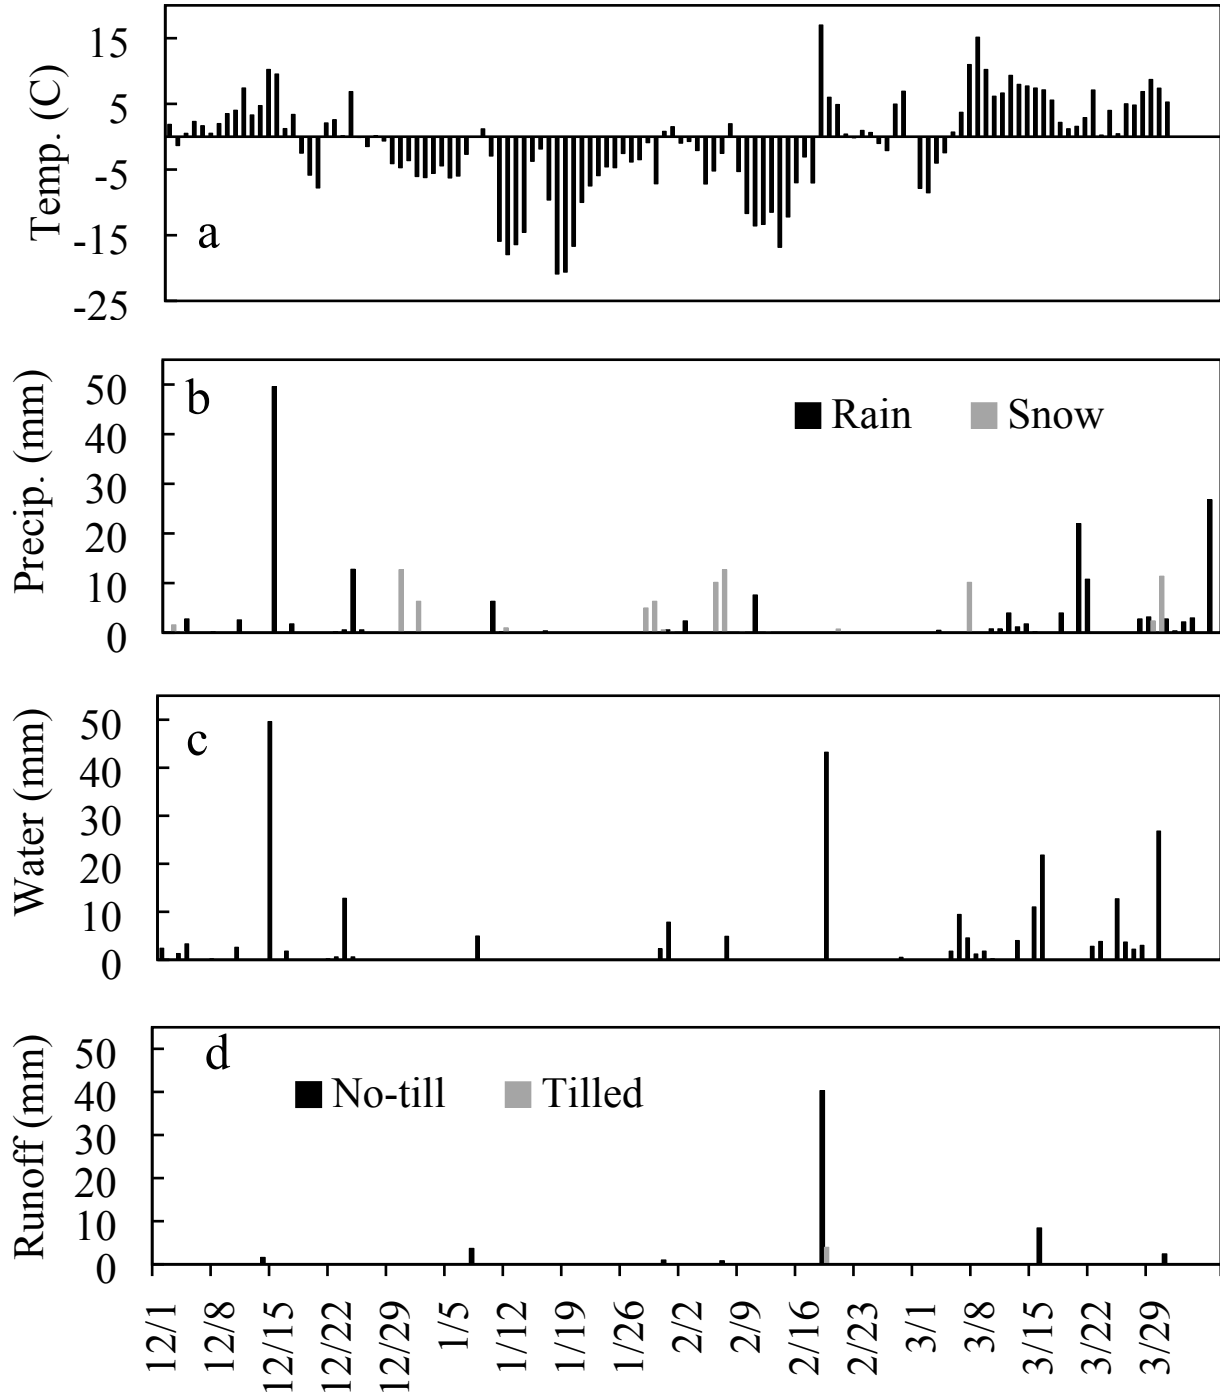 15
5
-5
-15
-25
Temp. (C)
a
50
40
30
20
10
0
Precip. (mm)
b
Rain Snow
50
40
30
20
10
0
Water (mm)
c
50
40
30
20
10
0
Runoff (mm)
d
No-till Tilled
12/1 12/8 12/15 12/22 12/29 1/5 1/12 1/19 1/26 2/2 2/9 2/16 2/23 3/1 3/8 3/15 3/22 3/29